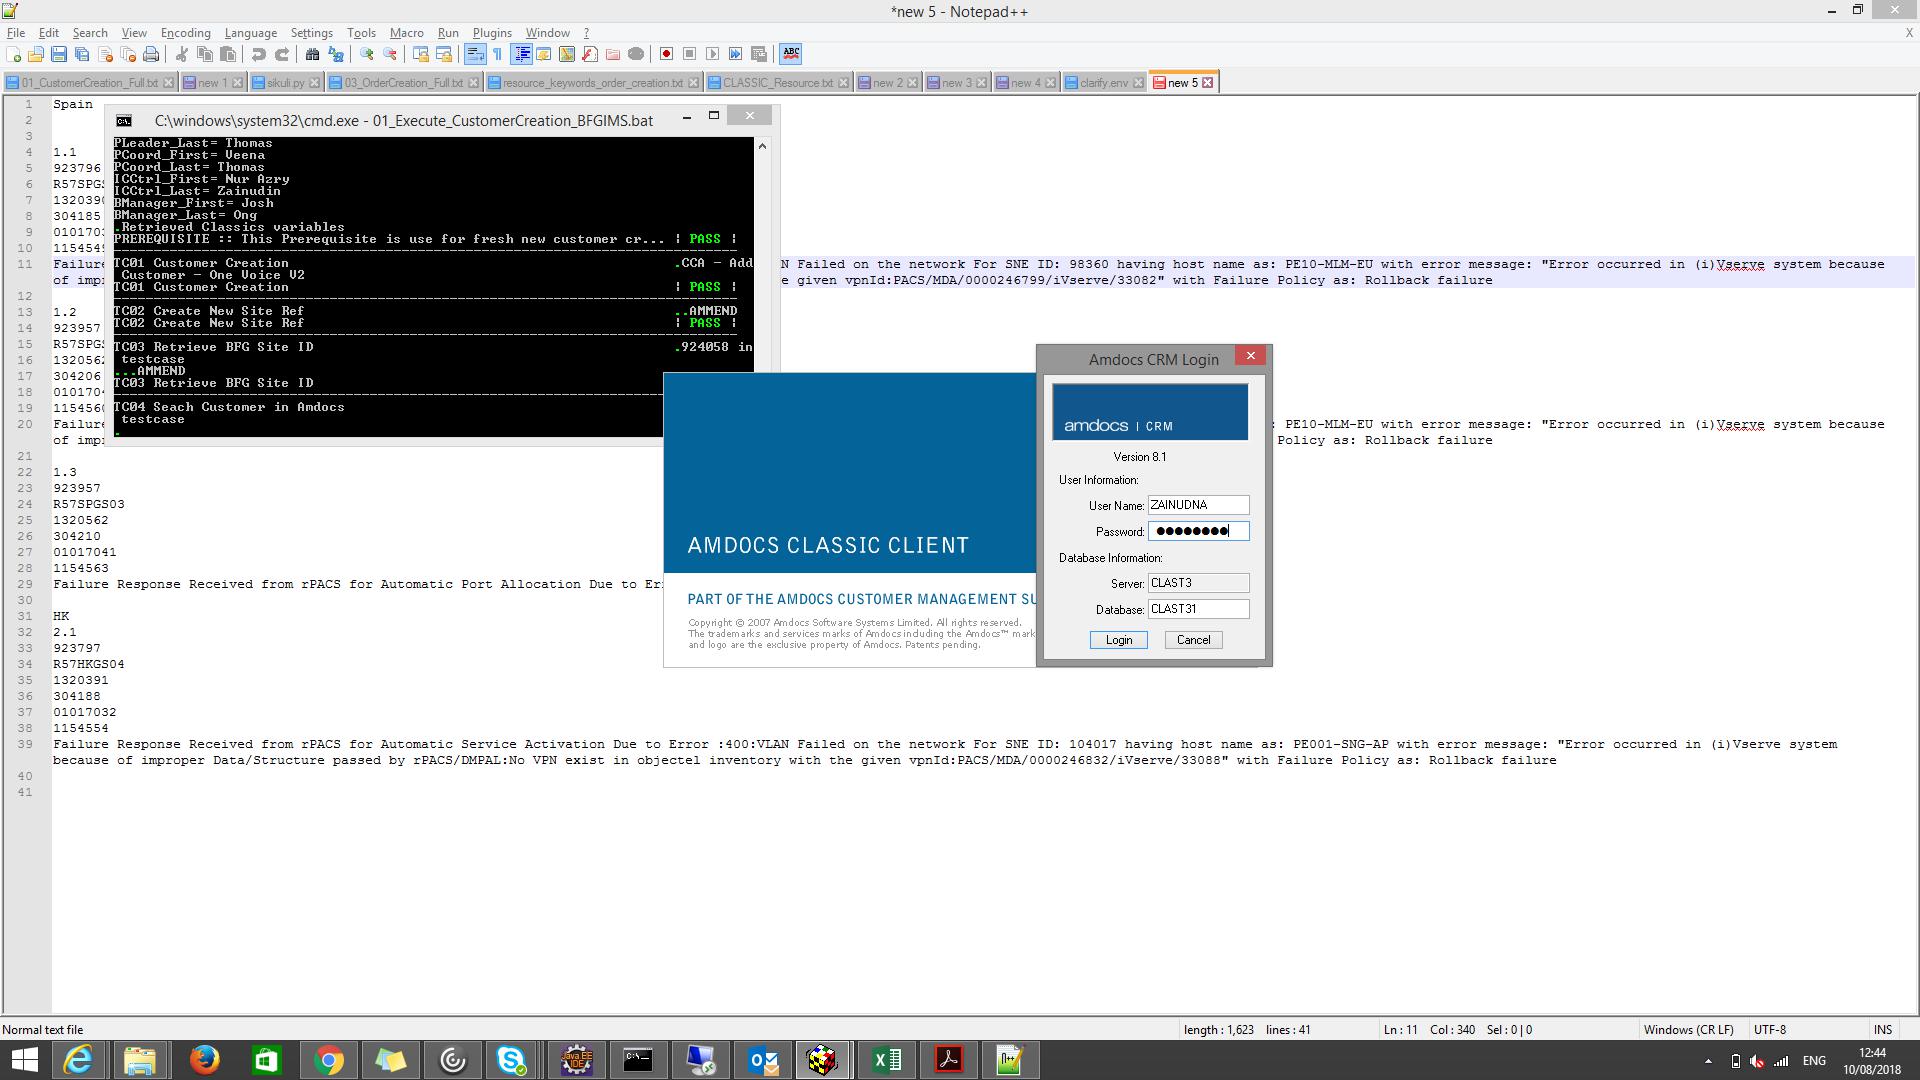 *new 5 - Notepad++
File Edit Search View Encoding Language Settings Tools Macro Run Plugins Window ? X
01_CustomerCreation_Full.txt new 1 sikuli.py 03_OrderCreation_Full.txt resource_keywords_order_creation.txt CLASSIC_Resource.txt new 2 new 3 new 4 clarify.env new 5
1 Spain
2
3
4 1.1
5 923796
6 R57SPGS
7 1320390
8 304185
9 0101703
10 1154549
11 Failure N Failed on the network For SNE ID: 98360 having host name as: PE10-MLM-EU with error message: "Error occurred in (i)Vserve system because
of imp e given vpnId:PACS/MDA/0000246799/iVserve/33082" with Failure Policy as: Rollback failure
12
13 1.2
14 923957
15 R57SPGS
16 1320562
17 304206
18 0101704
19 1154560
20 Failure : PE10-MLM-EU with error message: "Error occurred in (i)Vserve system because
of imp Policy as: Rollback failure
21
22 1.3
23 923957
24 R57SPGS03
25 1320562
26 304210
27 01017041
28 1154563
29 Failure Response Received from rPACS for Automatic Port Allocation Due to Er
30
31 HK
32 2.1
33 923797
34 R57HKGS04
35 1320391
36 304188
37 01017032
38 1154554
39 Failure Response Received from rPACS for Automatic Service Activation Due to Error :400:VLAN Failed on the network For SNE ID: 104017 having host name as: PE001-SNG-AP with error message: "Error occurred in (i)Vserve system
because of improper Data/Structure passed by rPACS/DMPAL:No VPN exist in objectel inventory with the given vpnId:PACS/MDA/0000246832/iVserve/33088" with Failure Policy as: Rollback failure
40
41
C:\windows\system32\cmd.exe - 01_Execute_CustomerCreation_BFGIMS.bat
PLeader_Last= Thomas
PCoord_First= Veena
PCoord_Last= Thomas
ICCtrl_First= Nur Azry
ICCtrl_Last= Zainudin
BManager_First= Josh
BManager_Last= Ong
.Retrieved Classics variables
PREREQUISITE :: This Prerequisite is use for fresh new customer cr... | PASS |
TC01 Customer Creation .CCA - Add
Customer - One Voice V2
TC01 Customer Creation | PASS |
TC02 Create New Site Ref ..AMMEND
TC02 Create New Site Ref | PASS |
TC03 Retrieve BFG Site ID .924058 in
testcase
...AMMEND
TC03 Retrieve BFG Site ID
TC04 Seach Customer in Amdocs
testcase
.
AMDOCS CLASSIC CLIENT
PART OF THE AMDOCS CUSTOMER MANAGEMENT SU
Copyright © 2007 Amdocs Software Systems Limited. All rights reserved.
The trademarks and services marks of Amdocs including the Amdocs™ mark
and logo are the exclusive property of Amdocs. Patents pending.
Amdocs CRM Login
amdocs | CRM
Version 8.1
User Information:
User Name: ZAINUDNA
Password: ●●●●●●●●
Database Information:
Server: CLAST3
Database: CLAST31
Login Cancel
Normal text file length : 1,623 lines : 41 Ln : 11 Col : 340 Sel : 0 | 0 Windows (CR LF) UTF-8 INS
ENG 12:44
10/08/2018